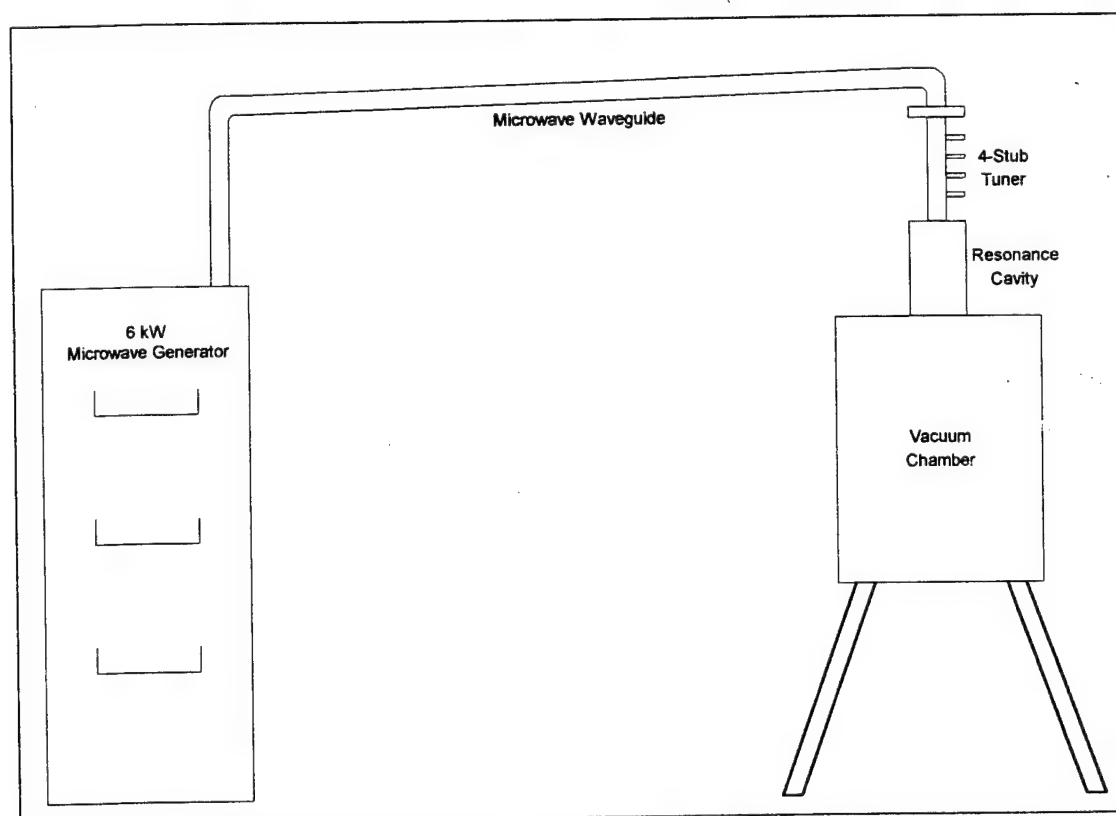 Microwave Waveguide
4-Stub
Tuner
Resonance
Cavity
6 kW
Microwave Generator
Vacuum
Chamber